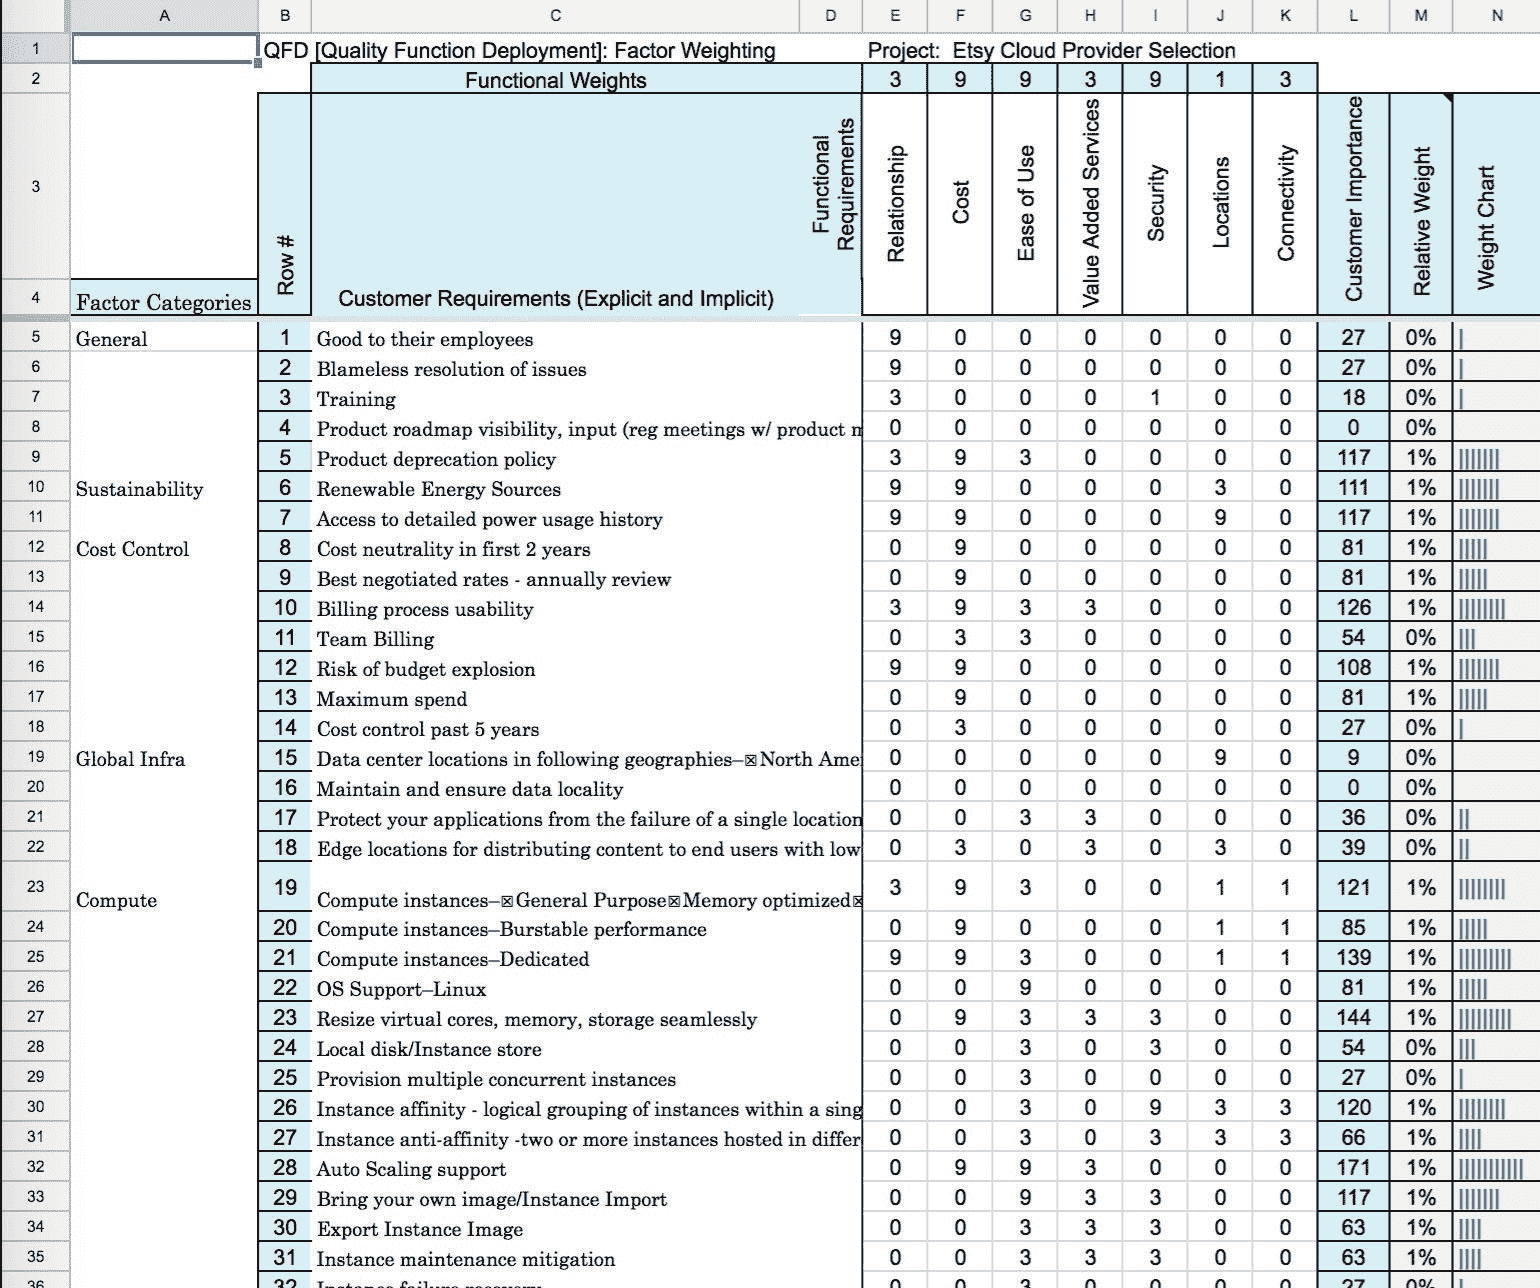 A B C D E F G H I J K L M N
1 QFD [Quality Function Deployment]: Factor Weighting Project: Etsy Cloud Provider Selection
2 Functional Weights 3 9 9 3 9 1 3
3 Row # Functional Requirements Relationship Cost Ease of Use Value Added Services Security Locations Connectivity Customer Importance Relative Weight Weight Chart
4 Factor Categories Customer Requirements (Explicit and Implicit)
5 General 1 Good to their employees 9 0 0 0 0 0 0 27 0%
6 2 Blameless resolution of issues 9 0 0 0 0 0 0 27 0%
7 3 Training 3 0 0 0 1 0 0 18 0%
8 4 Product roadmap visibility, input (reg meetings w/ product m 0 0 0 0 0 0 0 0 0%
9 5 Product deprecation policy 3 9 3 0 0 0 0 117 1%
10 Sustainability 6 Renewable Energy Sources 9 9 0 0 0 3 0 111 1%
11 7 Access to detailed power usage history 9 9 0 0 0 9 0 117 1%
12 Cost Control 8 Cost neutrality in first 2 years 0 9 0 0 0 0 0 81 1%
13 9 Best negotiated rates - annually review 0 9 0 0 0 0 0 81 1%
14 10 Billing process usability 3 9 3 3 0 0 0 126 1%
15 11 Team Billing 0 3 3 0 0 0 0 54 0%
16 12 Risk of budget explosion 9 9 0 0 0 0 0 108 1%
17 13 Maximum spend 0 9 0 0 0 0 0 81 1%
18 14 Cost control past 5 years 0 3 0 0 0 0 0 27 0%
19 Global Infra 15 Data center locations in following geographies–☒North Ame 0 0 0 0 0 9 0 9 0%
20 16 Maintain and ensure data locality 0 0 0 0 0 0 0 0 0%
21 17 Protect your applications from the failure of a single location 0 0 3 3 0 0 0 36 0%
22 18 Edge locations for distributing content to end users with low 0 3 0 3 0 3 0 39 0%
23 Compute 19 Compute instances–☒General Purpose☒Memory optimized☒ 3 9 3 0 0 1 1 121 1%
24 20 Compute instances–Burstable performance 0 9 0 0 0 1 1 85 1%
25 21 Compute instances–Dedicated 9 9 3 0 0 1 1 139 1%
26 22 OS Support–Linux 0 0 9 0 0 0 0 81 1%
27 23 Resize virtual cores, memory, storage seamlessly 0 9 3 3 3 0 0 144 1%
28 24 Local disk/Instance store 0 0 3 0 3 0 0 54 0%
29 25 Provision multiple concurrent instances 0 0 3 0 0 0 0 27 0%
30 26 Instance affinity - logical grouping of instances within a sing 0 0 3 0 9 3 3 120 1%
31 27 Instance anti-affinity -two or more instances hosted in differ 0 0 3 0 3 3 3 66 1%
32 28 Auto Scaling support 0 9 9 3 0 0 0 171 1%
33 29 Bring your own image/Instance Import 0 0 9 3 3 0 0 117 1%
34 30 Export Instance Image 0 0 3 3 3 0 0 63 1%
35 31 Instance maintenance mitigation 0 0 3 3 3 0 0 63 1%
36 32 Instance failure recovery 0 0 3 0 0 0 0 27 0%